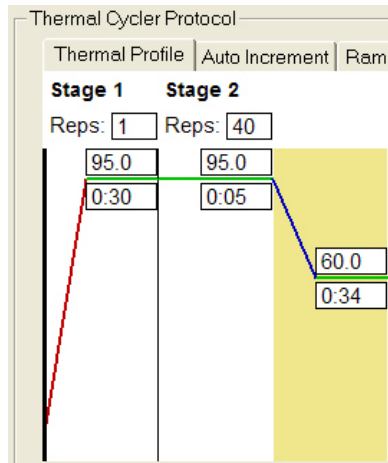 Thermal Cycler Protocol
Thermal Profile Auto Increment Ram
Stage 1 Stage 2
Reps: 1 Reps: 40
95.0 95.0
0:30 0:05
60.0
0:34